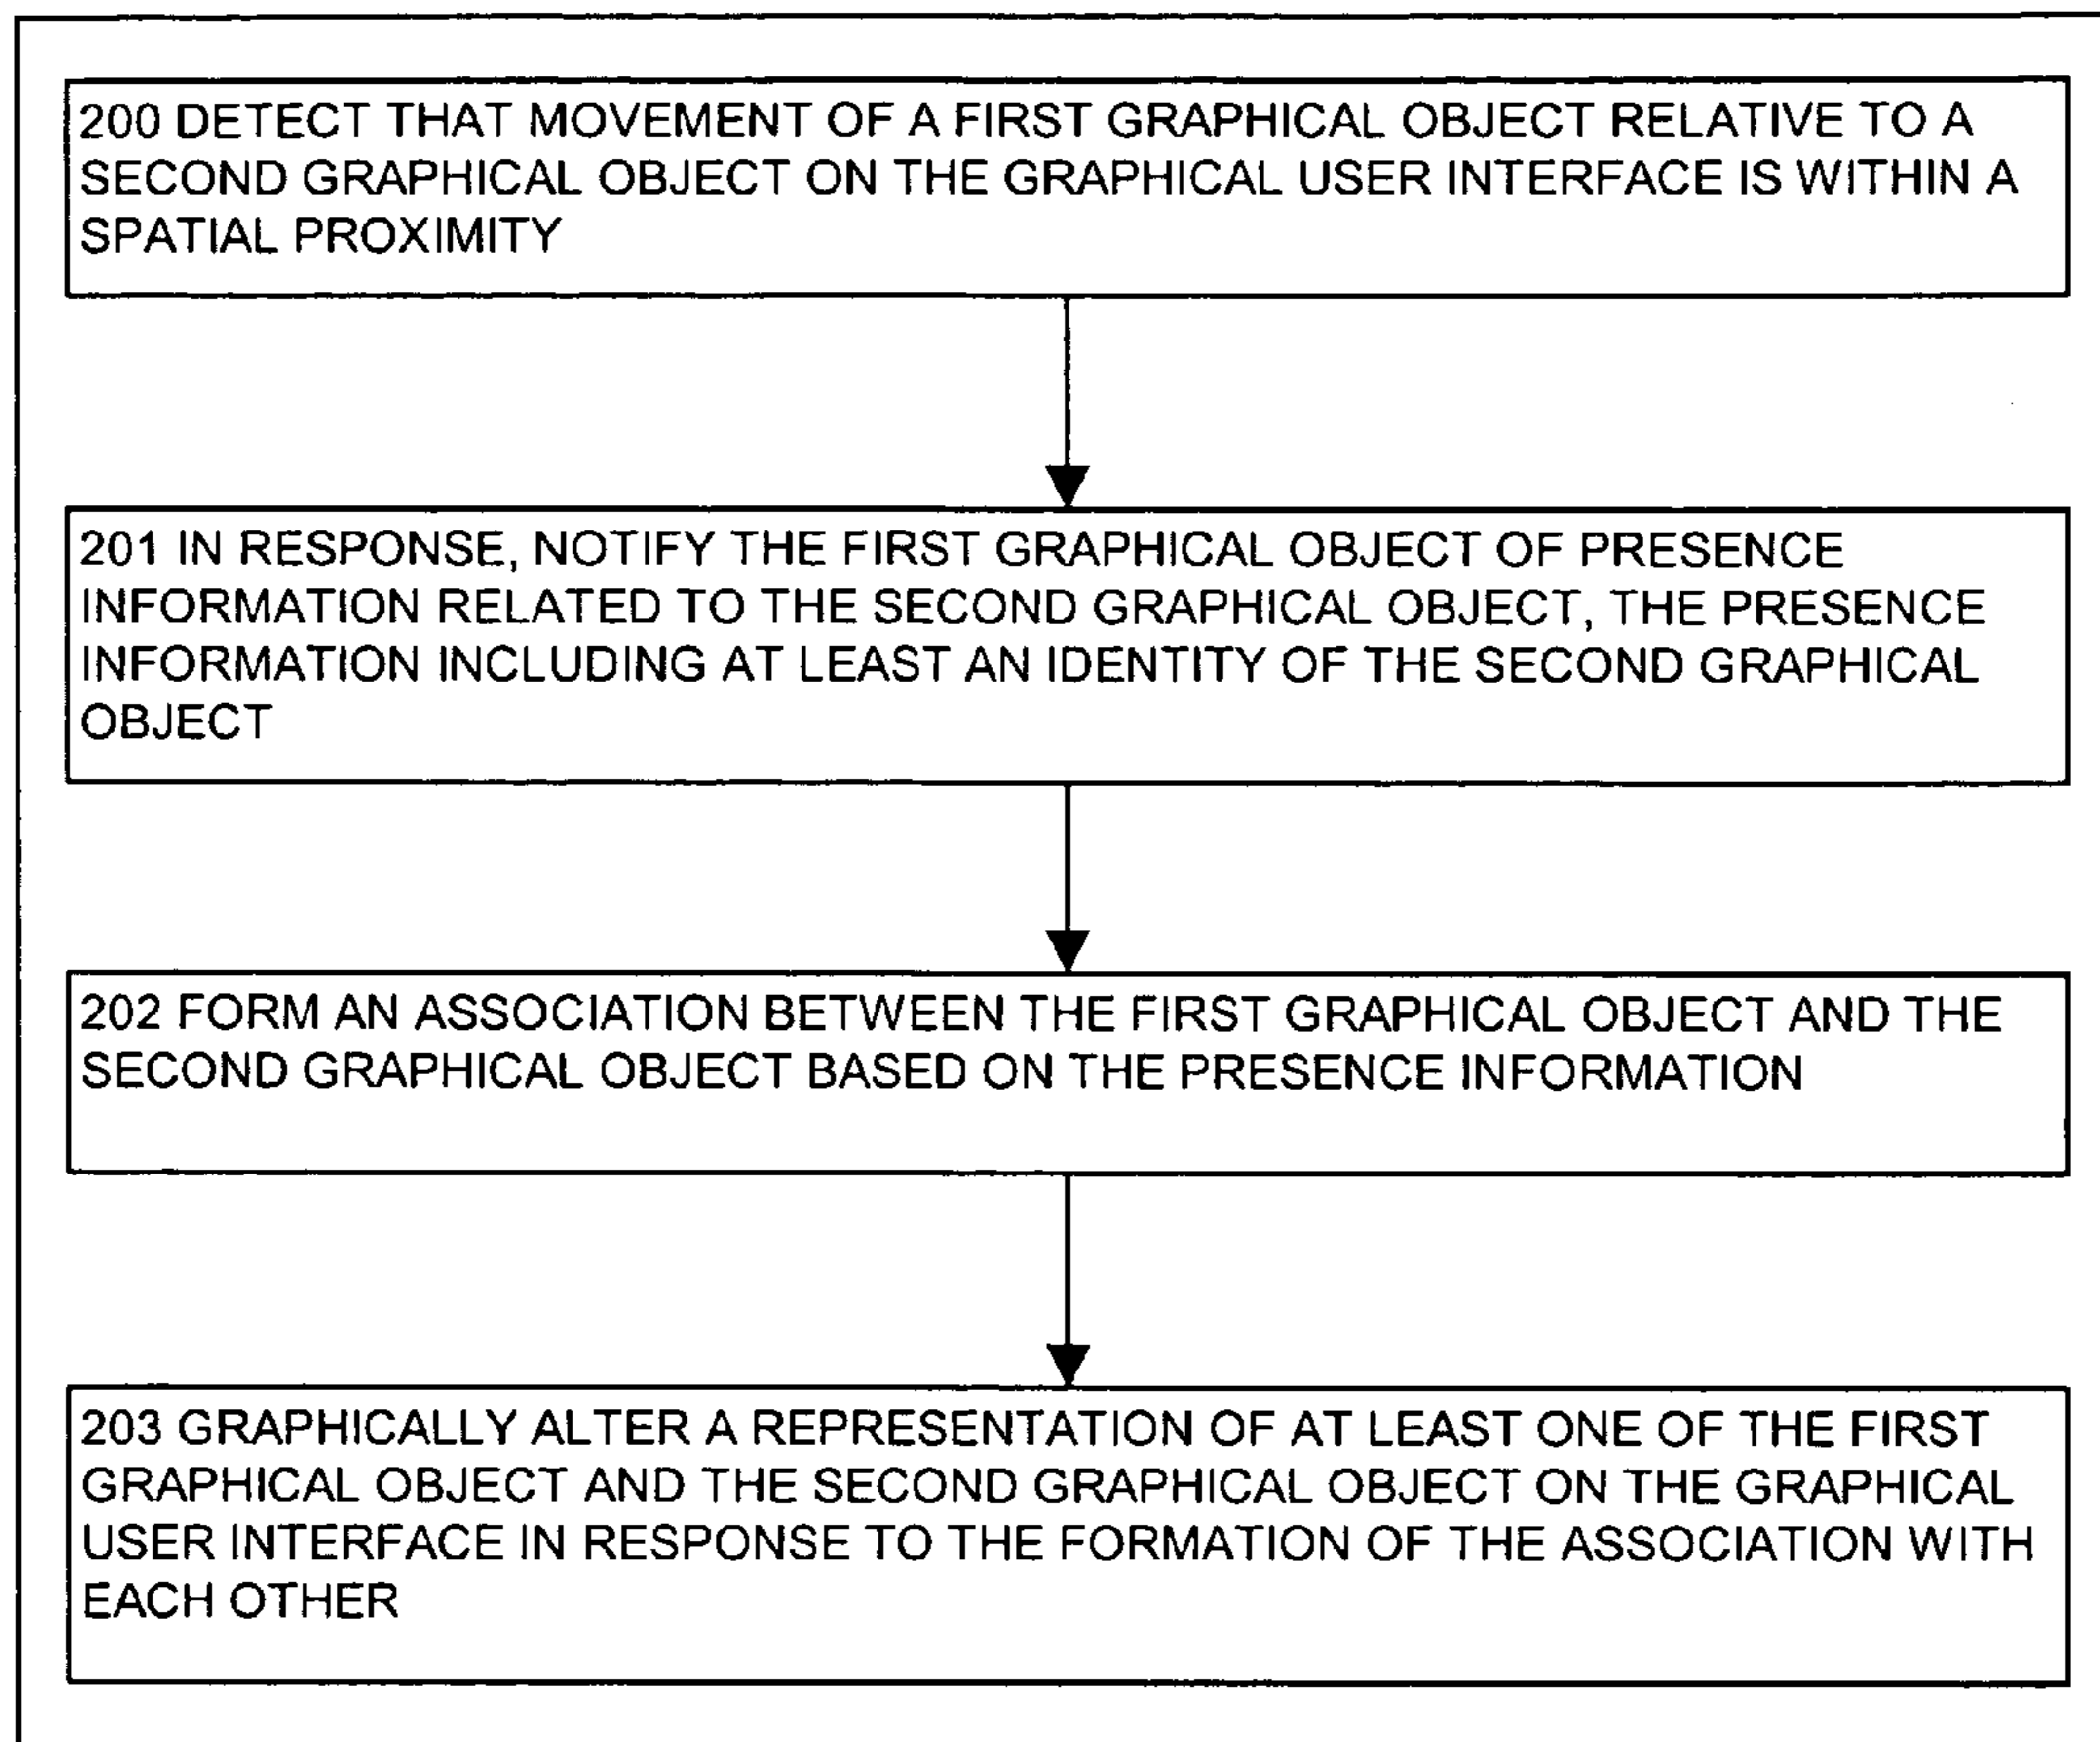 200 DETECT THAT MOVEMENT OF A FIRST GRAPHICAL OBJECT RELATIVE TO A
SECOND GRAPHICAL OBJECT ON THE GRAPHICAL USER INTERFACE IS WITHIN A
SPATIAL PROXIMITY
201 IN RESPONSE, NOTIFY THE FIRST GRAPHICAL OBJECT OF PRESENCE
INFORMATION RELATED TO THE SECOND GRAPHICAL OBJECT, THE PRESENCE
INFORMATION INCLUDING AT LEAST AN IDENTITY OF THE SECOND GRAPHICAL
OBJECT
202 FORM AN ASSOCIATION BETWEEN THE FIRST GRAPHICAL OBJECT AND THE
SECOND GRAPHICAL OBJECT BASED ON THE PRESENCE INFORMATION
203 GRAPHICALLY ALTER A REPRESENTATION OF AT LEAST ONE OF THE FIRST
GRAPHICAL OBJECT AND THE SECOND GRAPHICAL OBJECT ON THE GRAPHICAL
USER INTERFACE IN RESPONSE TO THE FORMATION OF THE ASSOCIATION WITH
EACH OTHER